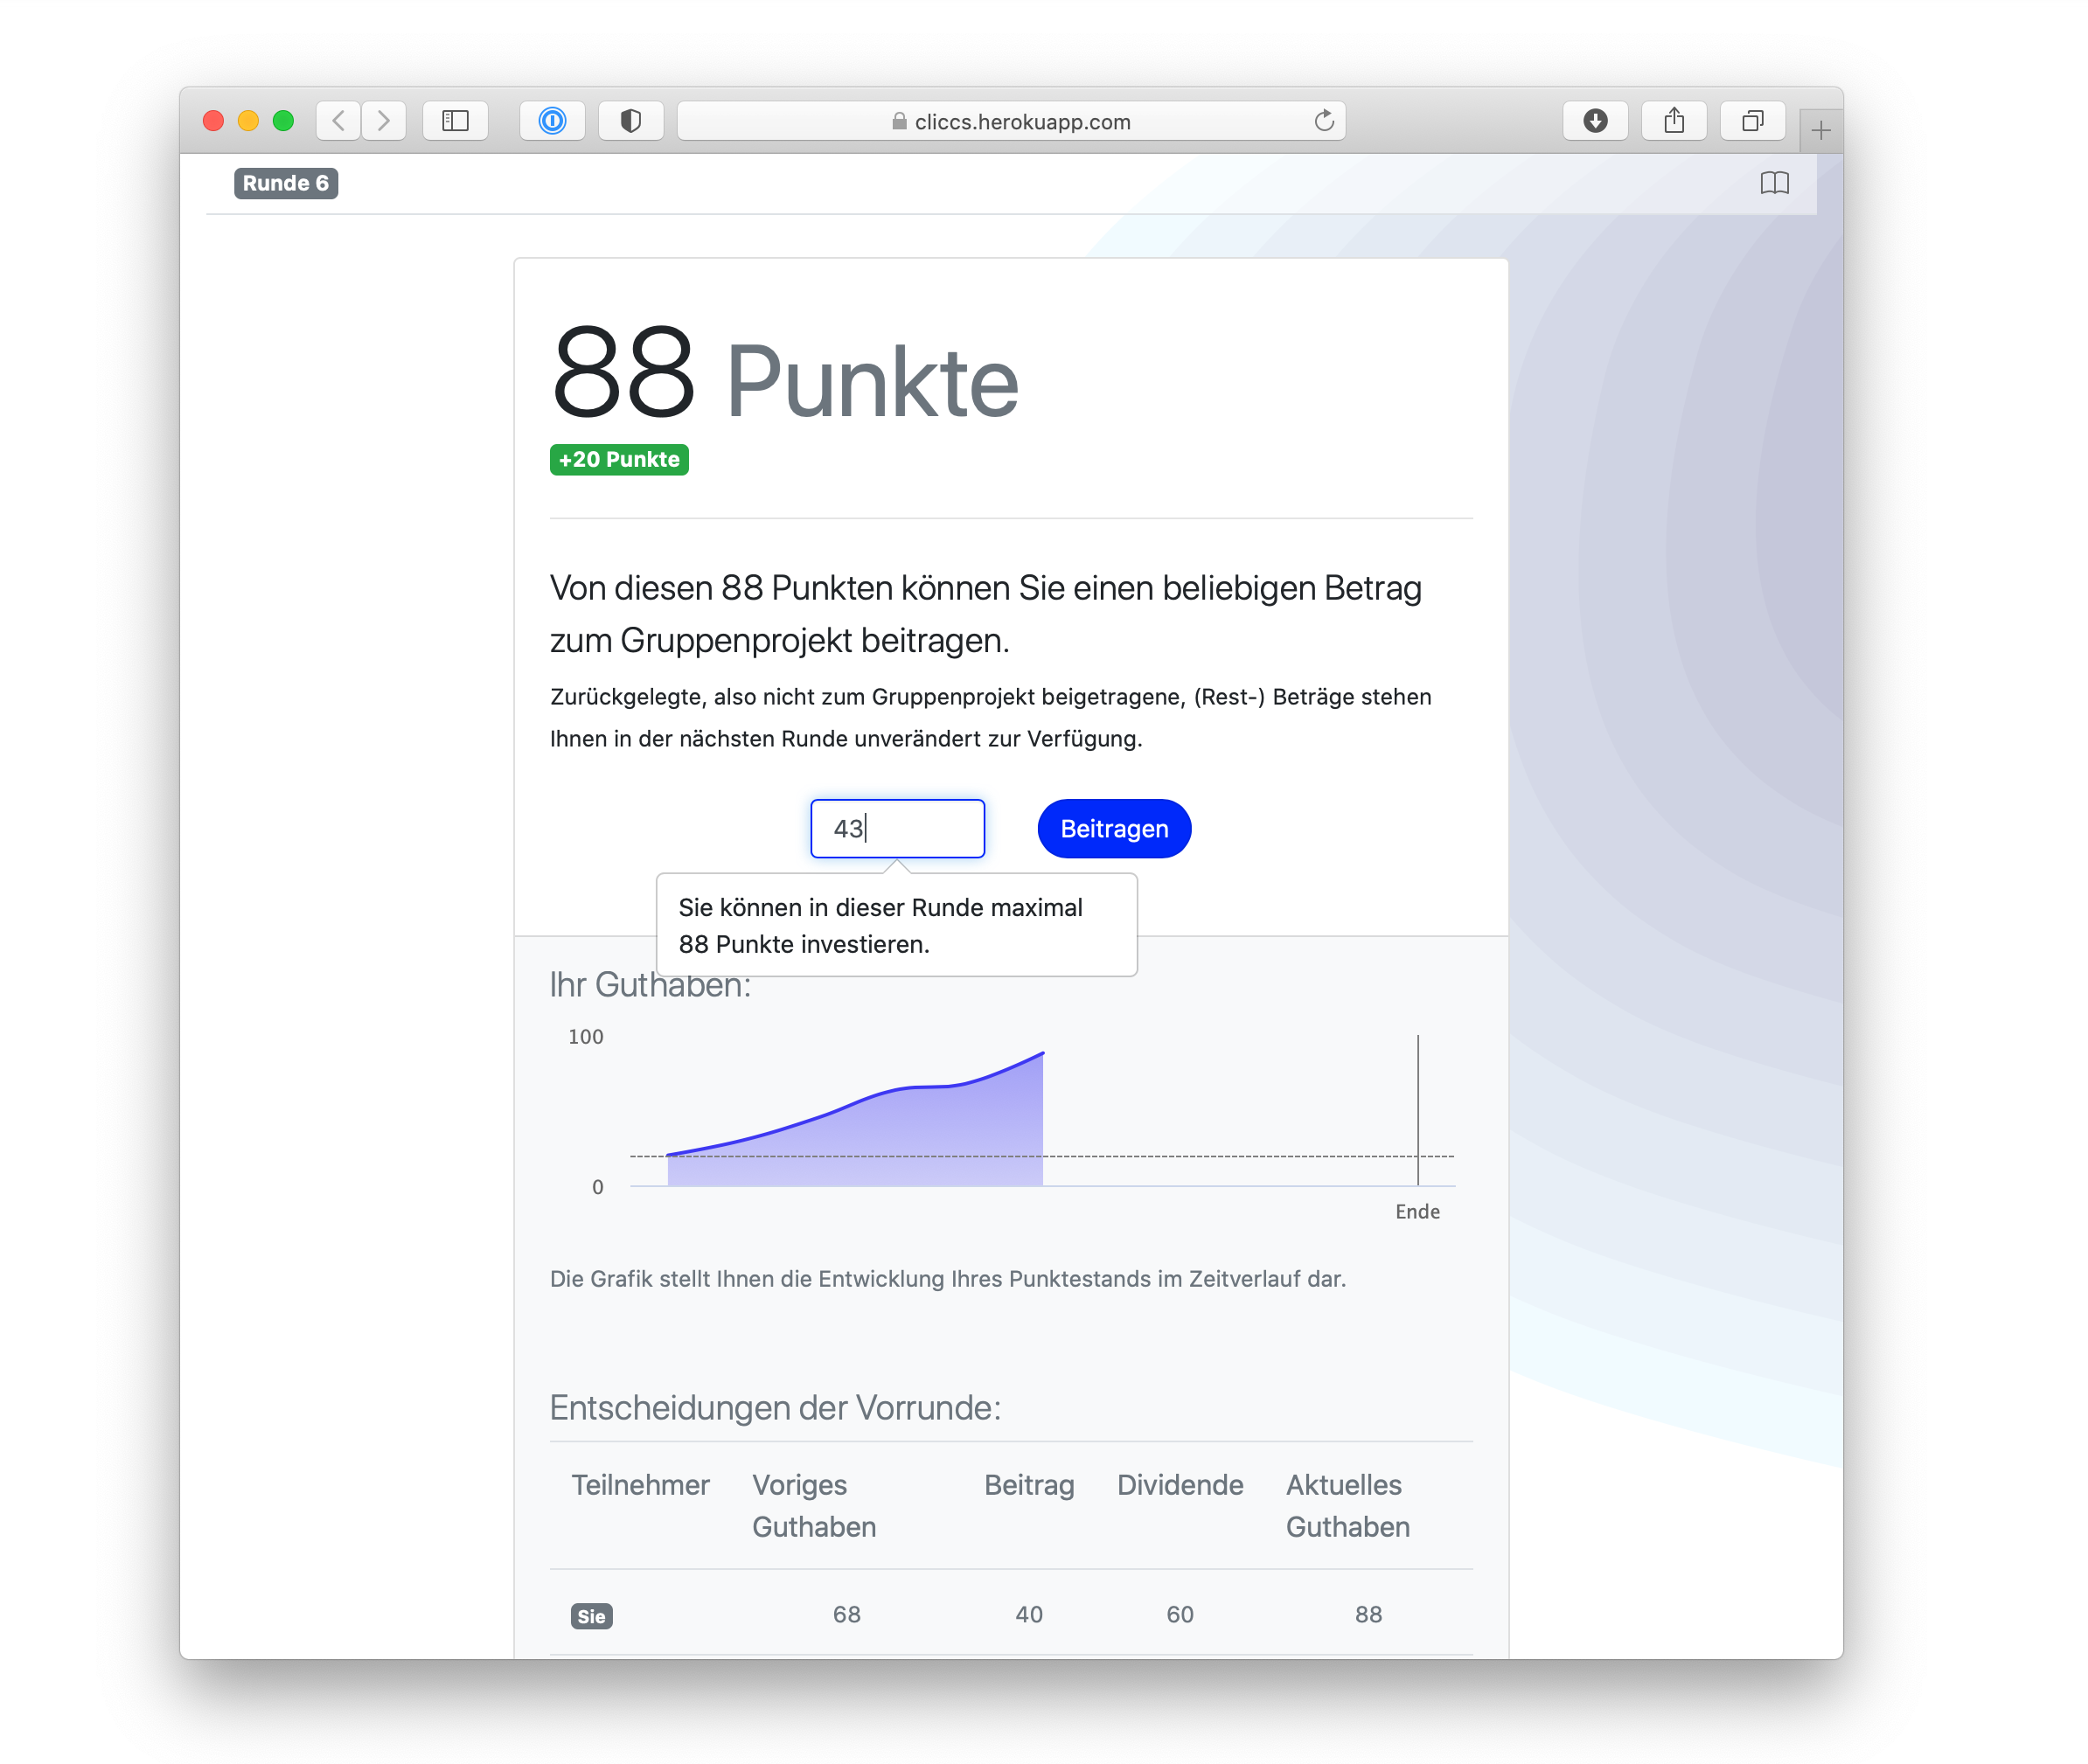 cliccs.herokuapp.com
Runde 6
88 Punkte
+20 Punkte
Von diesen 88 Punkten können Sie einen beliebigen Betrag
zum Gruppenprojekt beitragen.
Zurückgelegte, also nicht zum Gruppenprojekt beigetragene, (Rest-) Beträge stehen
Ihnen in der nächsten Runde unverändert zur Verfügung.
43
Beitragen
Sie können in dieser Runde maximal
88 Punkte investieren.
Ihr Guthaben:
100
0
Ende
Die Grafik stellt Ihnen die Entwicklung Ihres Punktestands im Zeitverlauf dar.
Entscheidungen der Vorrunde:
Teilnehmer Voriges Guthaben Beitrag Dividende Aktuelles Guthaben
Sie 68 40 60 88